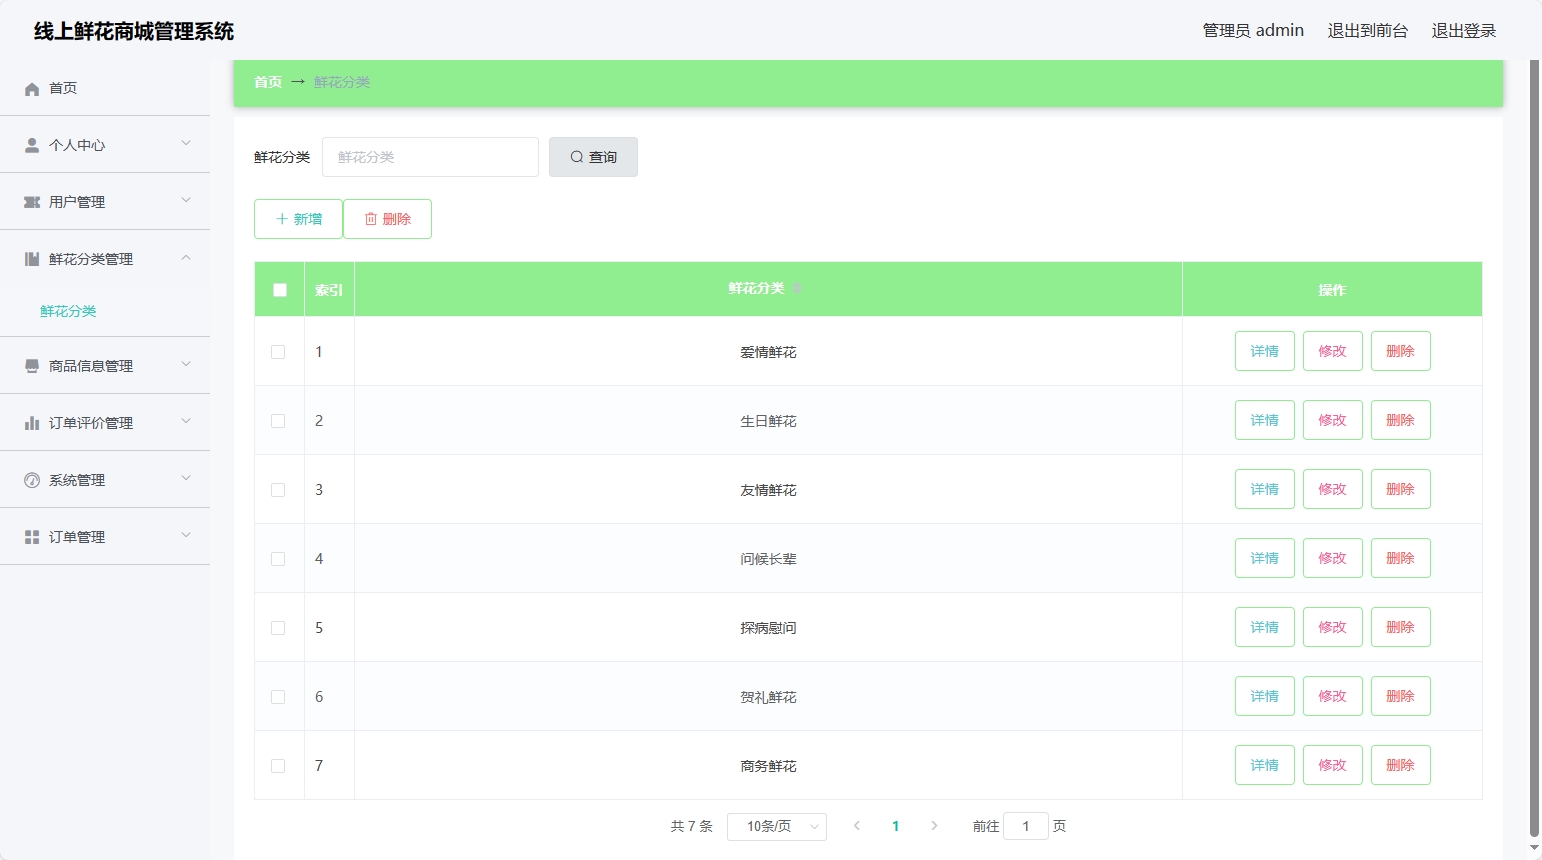 线上鲜花商城管理系统
管理员 admin 退出到前台 退出登录
首页
个人中心
用户管理
鲜花分类管理
鲜花分类
商品信息管理
订单评价管理
系统管理
订单管理
首页 → 鲜花分类
鲜花分类 鲜花分类 查询
新增 删除
索引 鲜花分类 操作
1 爱情鲜花 详情 修改 删除
2 生日鲜花 详情 修改 删除
3 友情鲜花 详情 修改 删除
4 问候长辈 详情 修改 删除
5 探病慰问 详情 修改 删除
6 贺礼鲜花 详情 修改 删除
7 商务鲜花 详情 修改 删除
共 7 条 10条/页 1 前往 1 页